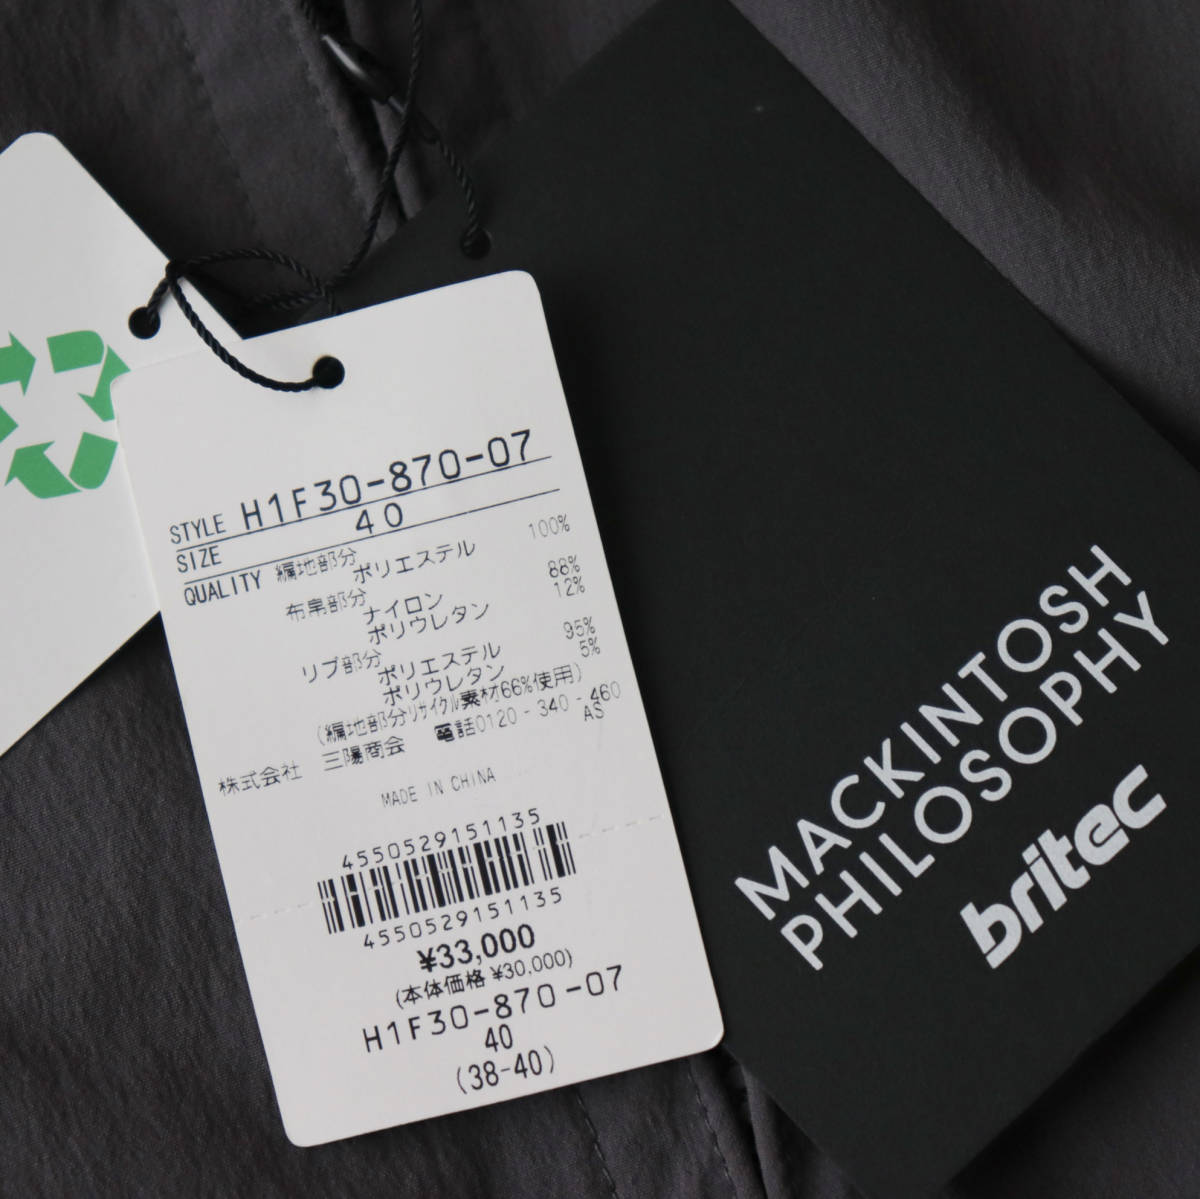 STYLE H1F30-870-07
SIZE 40
QUALITY 編地部分
ポリエステル 100%
布帛部分
ナイロン 88%
ポリウレタン 12%
リブ部分
ポリエステル 95%
ポリウレタン 5%
(編地部分リサイクル素材66%使用)
株式会社 三陽商会 電話0120-340-460
AS
MADE IN CHINA
4550529151135
4550529151135
¥33,000
(本体価格 ¥30,000)
H1F30-870-07
40
(38-40)
MACKINTOSH
PHILOSOPHY
britec